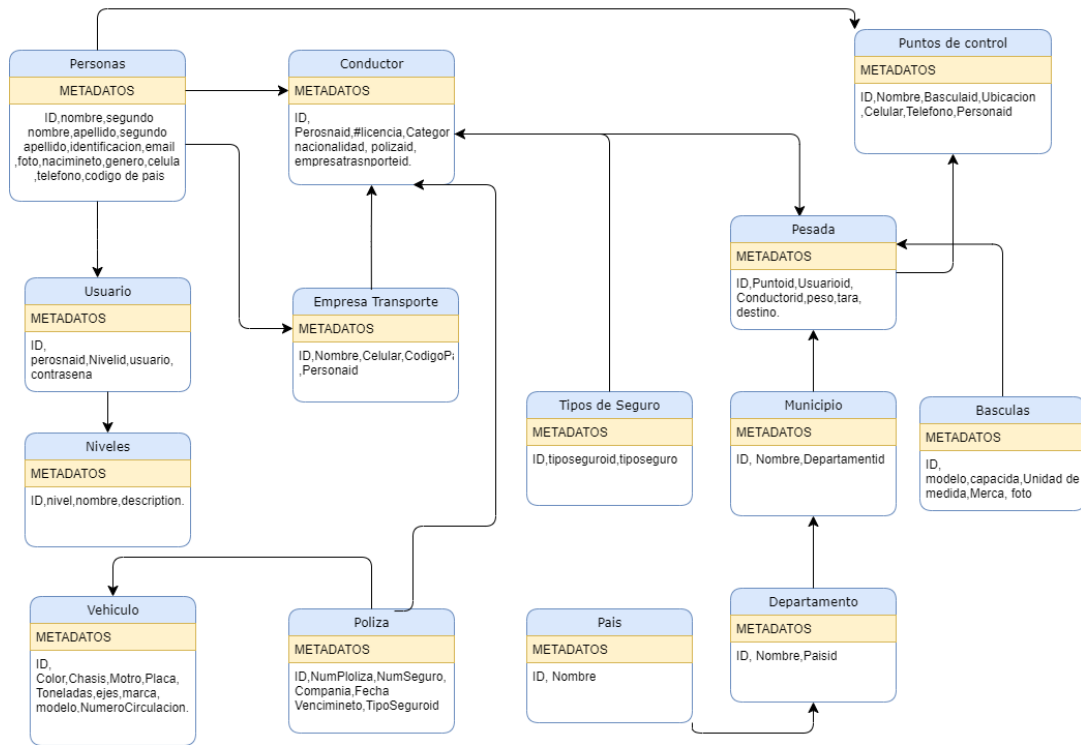 Personas
METADATOS
ID,nombre,segundo
nombre,apellido,segundo
apellido,identificacion,email
,foto,nacimineto,genero,celula
,telefono,codigo de pais
Conductor
METADATOS
ID,
Perosnaid,#licencia,Categor
nacionalidad, polizaid,
empresatrasnporteid.
Puntos de control
METADATOS
ID,Nombre,Basculaid,Ubicacion
,Celular,Telefono,Personaid
Pesada
METADATOS
ID,Puntoid,Usuarioid,
Conductorid,peso,tara,
destino.
Usuario
METADATOS
ID,
perosnaid,Nivelid,usuario,
contrasena
Empresa Transporte
METADATOS
ID,Nombre,Celular,CodigoPa
,Personaid
Tipos de Seguro
METADATOS
ID,tiposeguroid,tiposeguro
Municipio
METADATOS
ID, Nombre,Departamentid
Basculas
METADATOS
ID,
modelo,capacida,Unidad de
medida,Merca, foto
Niveles
METADATOS
ID,nivel,nombre,description.
Vehiculo
METADATOS
ID,
Color,Chasis,Motro,Placa,
Toneladas,ejes,marca,
modelo,NumeroCirculacion.
Poliza
METADATOS
ID,NumPloliza,NumSeguro,
Compania,Fecha
Vencimineto,TipoSeguroid
Pais
METADATOS
ID, Nombre
Departamento
METADATOS
ID, Nombre,Paisid